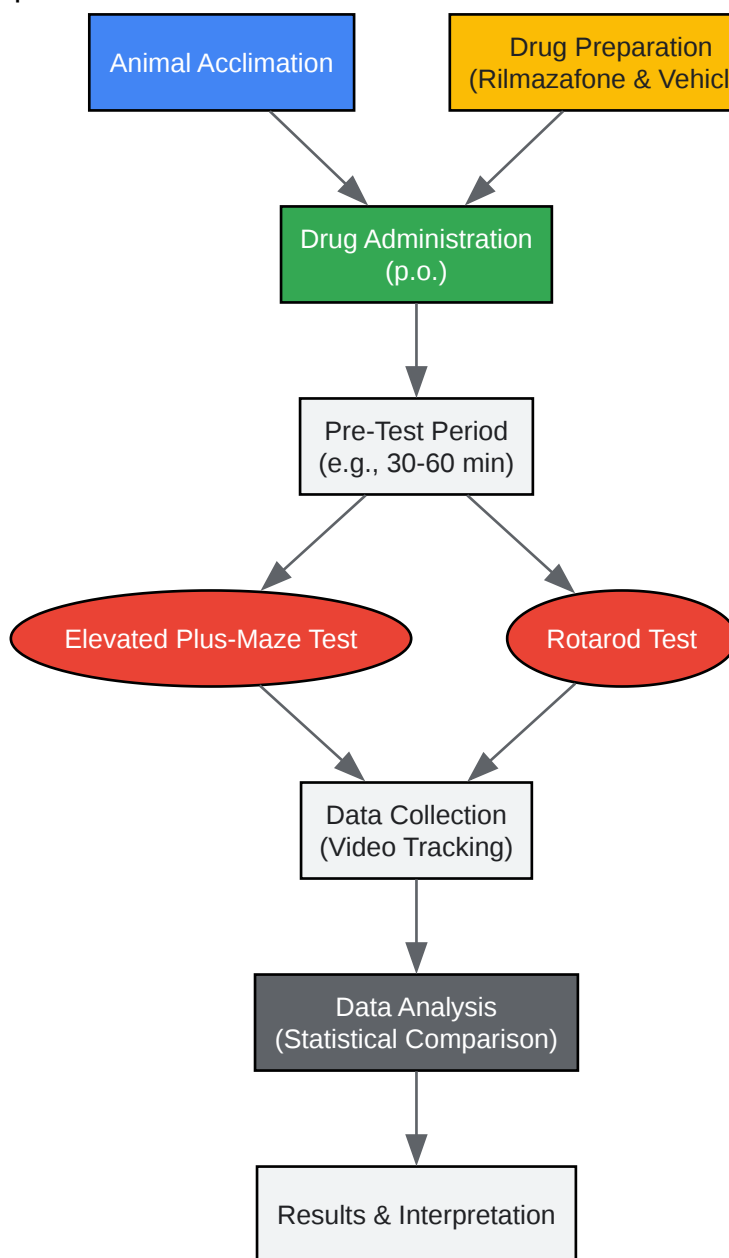 Animal Acclimation
Drug Preparation
(Rilmazafone & Vehicl
Drug Administration
(p.o.)
Pre-Test Period
(e.g., 30-60 min)
Elevated Plus-Maze Test
Rotarod Test
Data Collection
(Video Tracking)
Data Analysis
(Statistical Comparison)
Results & Interpretation